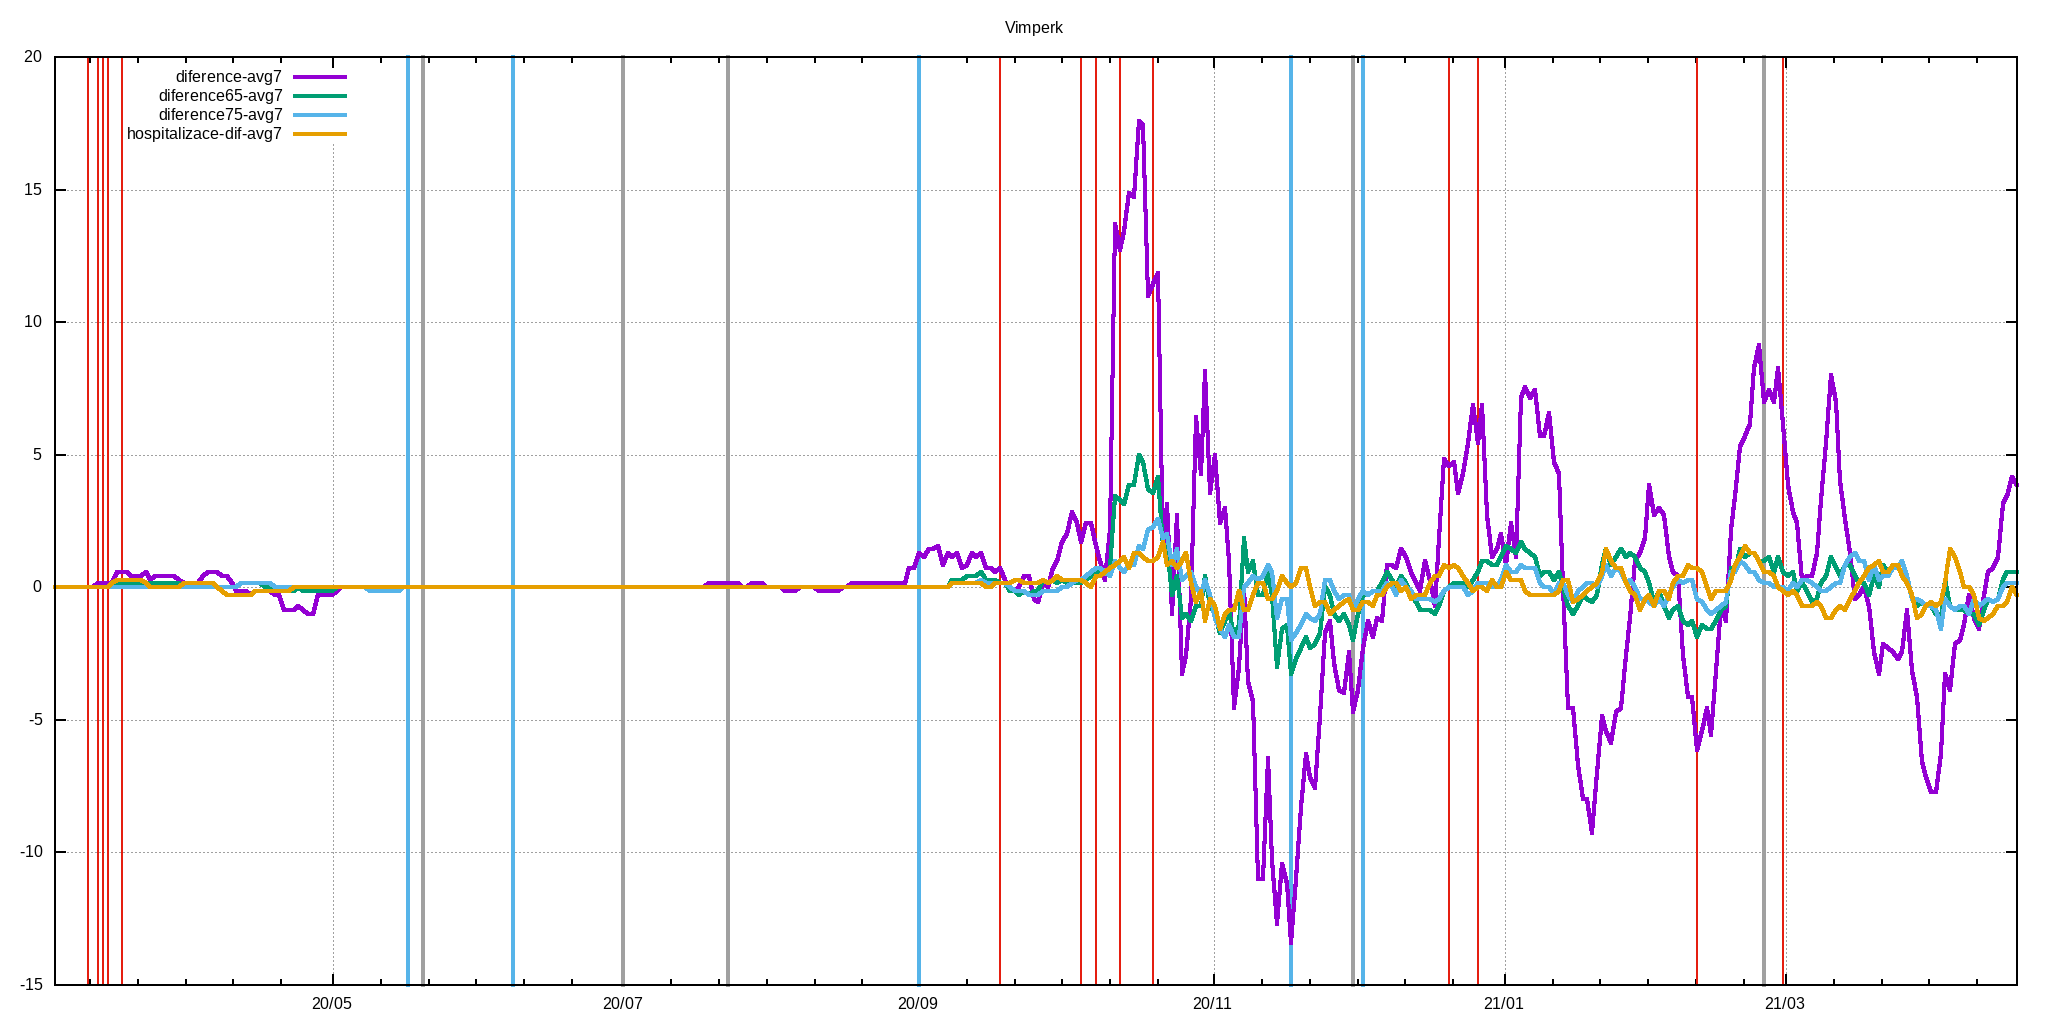 Vimperk
20
diference-avg7
diference65-avg7
diference75-avg7
hospitalizace-dif-avg7
15
10
5
0
-5
-10
-15
20/05 20/07 20/09 20/11 21/01 21/03